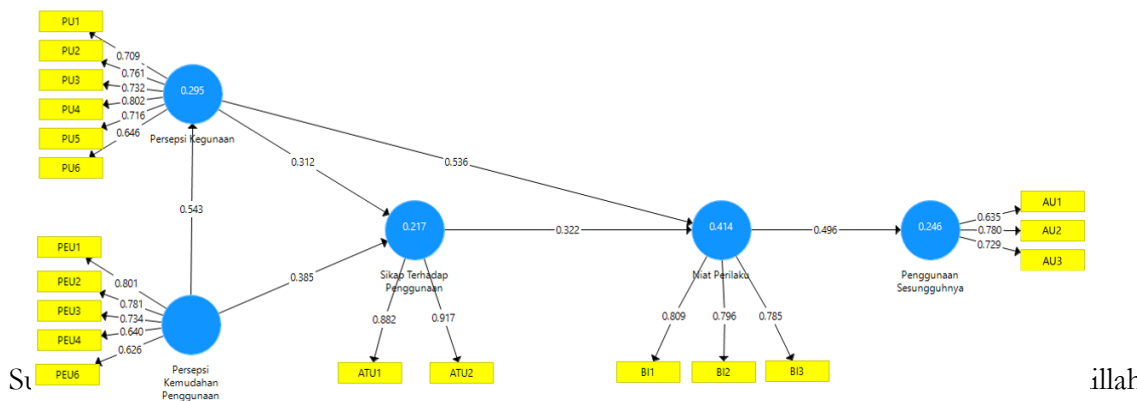 PU1
PU2
PU3
PU4
PU5
PU6
0.709
0.761
0.732
0.802
0.716
0.646
0.295
Persepsi Kegunaan
0.543
0.312
0.536
PEU1
PEU2
PEU3
PEU4
PEU6
0.801
0.781
0.734
0.640
0.626
Persepsi
Kemudahan
Penggunaan
0.385
0.217
Sikap Terhadap
Penggunaan
0.882
0.917
ATU1
ATU2
0.322
0.414
Niat Perilaku
0.809
0.796
0.785
BI1
BI2
BI3
0.496
0.246
Penggunaan
Sesungguhnya
0.635
0.780
0.729
AU1
AU2
AU3
illah